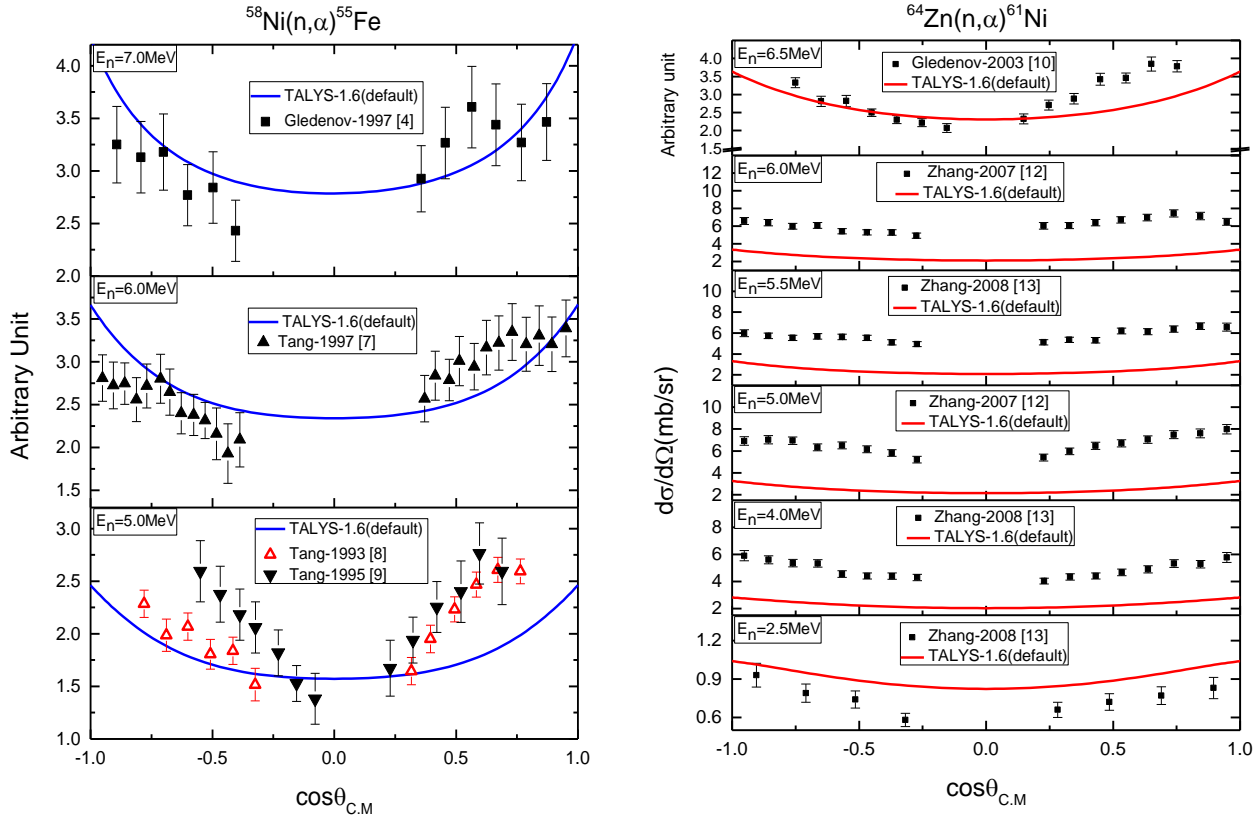 ⁵⁸Ni(n,α)⁵⁵Fe
Eₙ=7.0MeV
TALYS-1.6(default)
Gledenov-1997 [4]
4.0
3.5
3.0
2.5
2.0
Eₙ=6.0MeV
TALYS-1.6(default)
Tang-1997 [7]
3.5
3.0
2.5
2.0
1.5
Arbitrary Unit
Eₙ=5.0MeV
TALYS-1.6(default)
Tang-1993 [8]
Tang-1995 [9]
3.0
2.5
2.0
1.5
1.0
-1.0 -0.5 0.0 0.5 1.0
cosθ_C.M
⁶⁴Zn(n,α)⁶¹Ni
Eₙ=6.5MeV
Gledenov-2003 [10]
TALYS-1.6(default)
Arbitrary unit
4.0
3.5
3.0
2.5
2.0
1.5
Eₙ=6.0MeV
Zhang-2007 [12]
TALYS-1.6(default)
12
10
8
6
4
2
Eₙ=5.5MeV
Zhang-2008 [13]
TALYS-1.6(default)
10
8
6
4
2
Eₙ=5.0MeV
Zhang-2007 [12]
TALYS-1.6(default)
10
8
6
4
2
dσ/dΩ(mb/sr)
Eₙ=4.0MeV
Zhang-2008 [13]
TALYS-1.6(default)
8
6
4
2
Eₙ=2.5MeV
Zhang-2008 [13]
TALYS-1.6(default)
1.2
0.9
0.6
-1.0 -0.5 0.0 0.5 1.0
cosθ_C.M